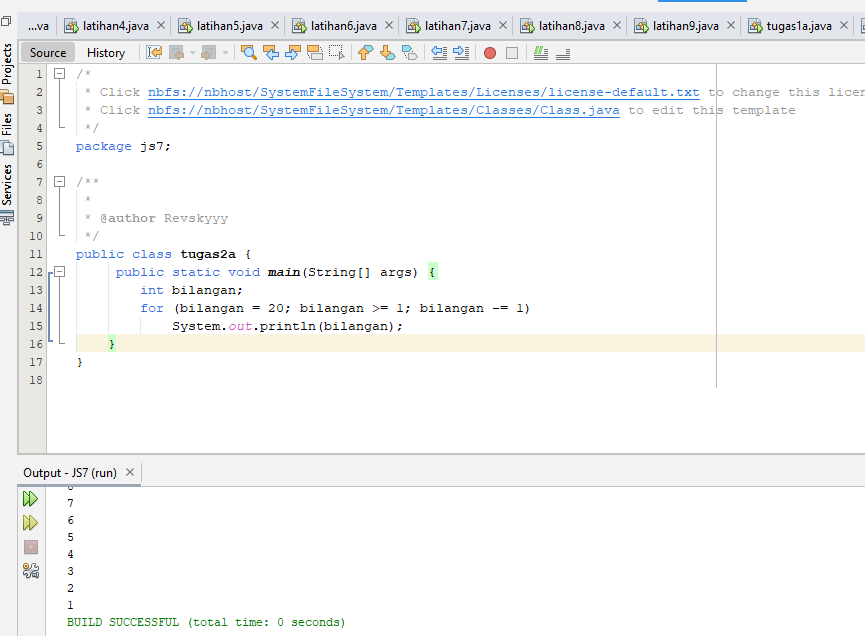 ...va latihan4.java latihan5.java latihan6.java latihan7.java latihan8.java latihan9.java tugas1a.java
Projects
Files
Services
Source History
1 /*
2 * Click nbfs://nbhost/SystemFileSystem/Templates/Licenses/license-default.txt to change this licen
3 * Click nbfs://nbhost/SystemFileSystem/Templates/Classes/Class.java to edit this template
4 */
5 package js7;
6
7 /**
8 *
9 * @author Revskyyy
10 */
11 public class tugas2a {
12 public static void main(String[] args) {
13 int bilangan;
14 for (bilangan = 20; bilangan >= 1; bilangan -= 1)
15 System.out.println(bilangan);
16 }
17 }
18
Output - JS7 (run)
7
6
5
4
3
2
1
BUILD SUCCESSFUL (total time: 0 seconds)